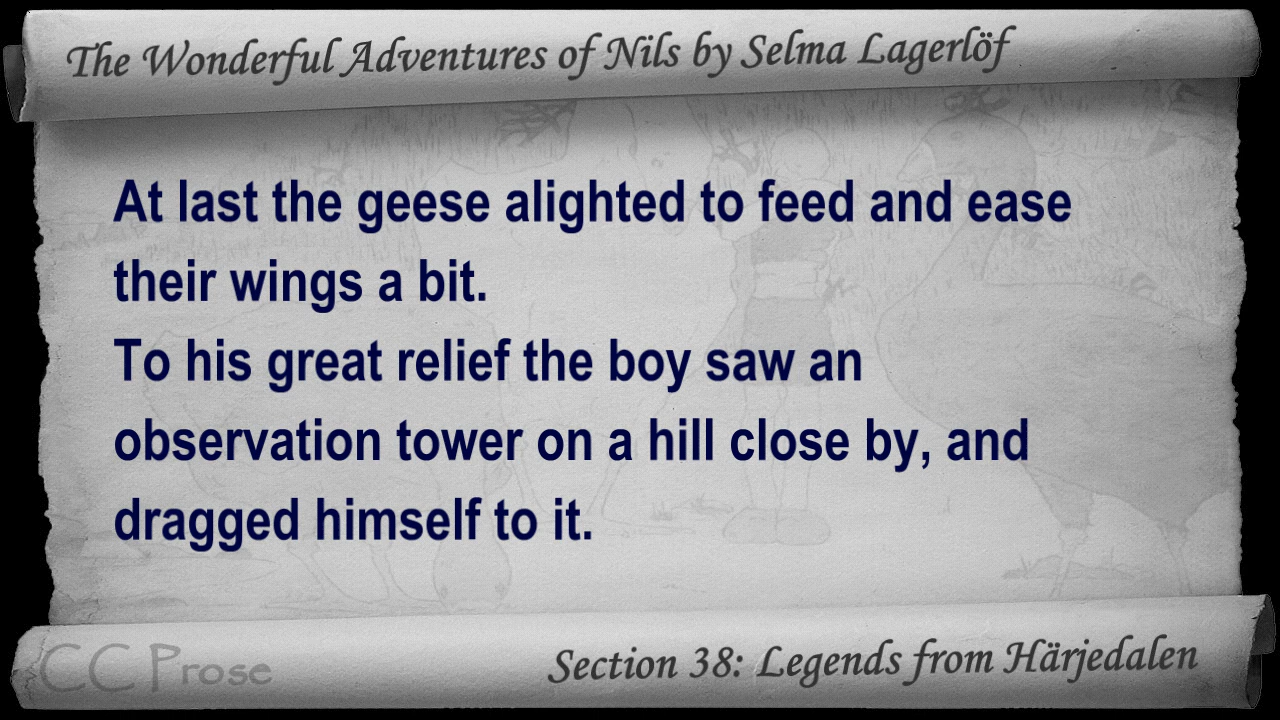 The Wonderful Adventures of Nils by Selma Lagerlöf
At last the geese alighted to feed and ease
their wings a bit.
To his great relief the boy saw an
observation tower on a hill close by, and
dragged himself to it.
CC Prose
Section 38: Legends from Härjedalen